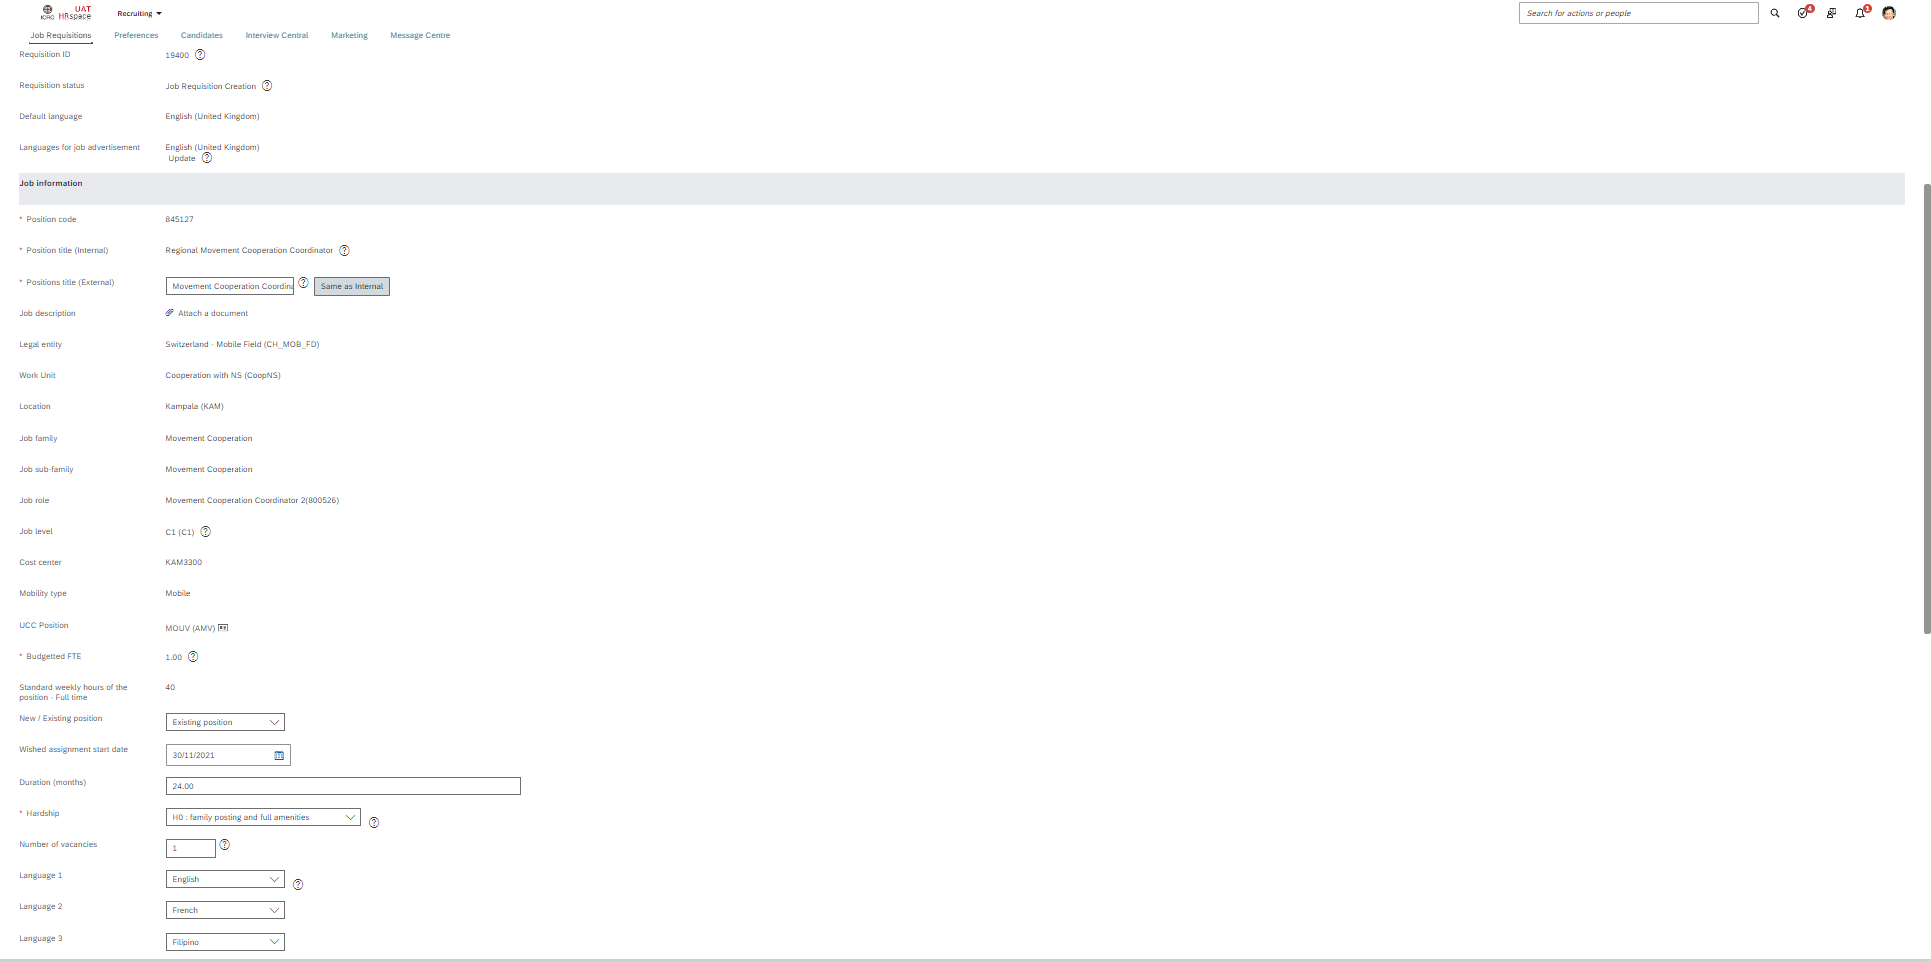 ICRC UAT HRspace Recruiting Search for actions or people 4 1
Job Requisitions Preferences Candidates Interview Central Marketing Message Centre
Requisition ID 19400
Requisition status Job Requisition Creation
Default language English (United Kingdom)
Languages for job advertisement English (United Kingdom)
Update
Job information
* Position code 845127
* Position title (Internal) Regional Movement Cooperation Coordinator
* Positions title (External) Movement Cooperation Coordina Same as Internal
Job description Attach a document
Legal entity Switzerland - Mobile Field (CH_MOB_FD)
Work Unit Cooperation with NS (CoopNS)
Location Kampala (KAM)
Job family Movement Cooperation
Job sub-family Movement Cooperation
Job role Movement Cooperation Coordinator 2(800526)
Job level C1 (C1)
Cost center KAM3300
Mobility type Mobile
UCC Position MOUV (AMV)
* Budgetted FTE 1.00
Standard weekly hours of the 40
position - Full time
New / Existing position Existing position
Wished assignment start date 30/11/2021
Duration (months) 24.00
* Hardship H0 : family posting and full amenities
Number of vacancies 1
Language 1 English
Language 2 French
Language 3 Filipino